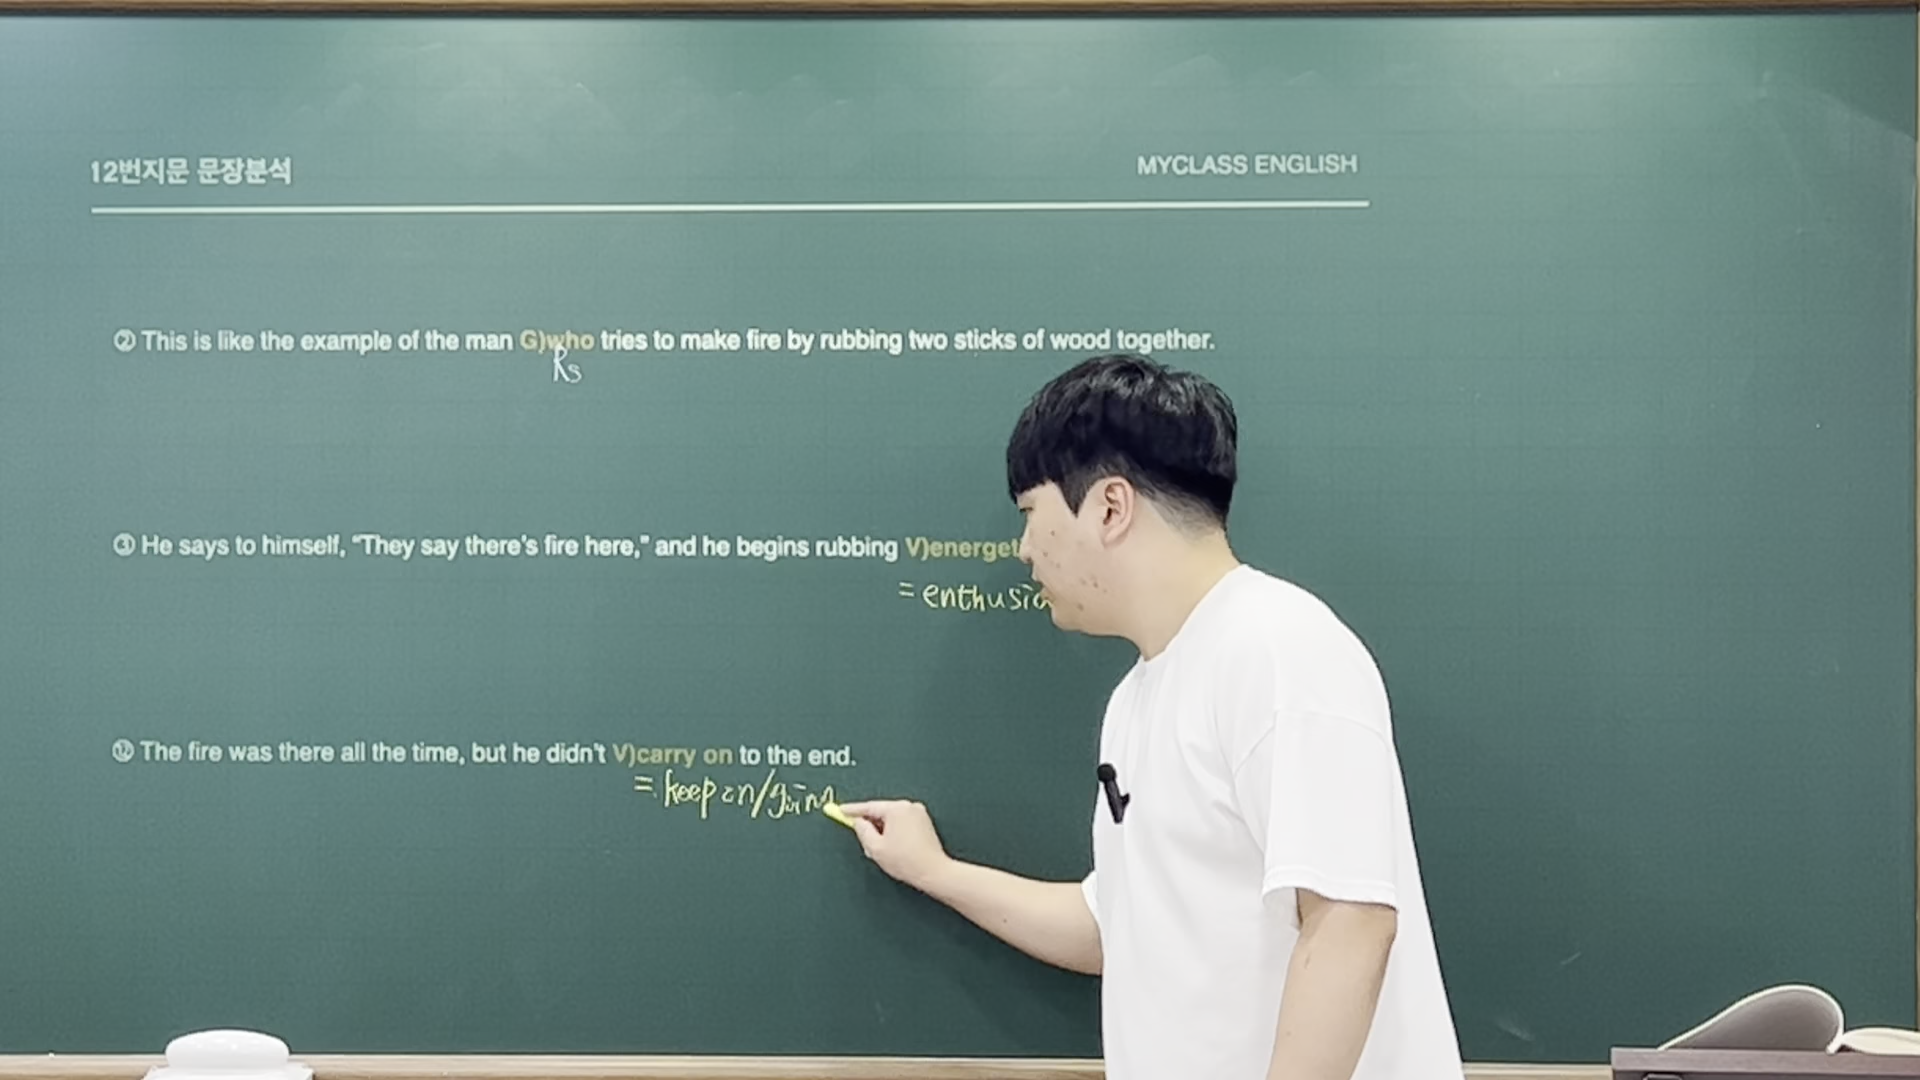 12번지문 문장분석
MYCLASS ENGLISH
② This is like the example of the man G)who tries to make fire by rubbing two sticks of wood together.
Rs
③ He says to himself, “They say there’s fire here,” and he begins rubbing V)energet
= enthusia
⑫ The fire was there all the time, but he didn’t V)carry on to the end.
= keep on/going